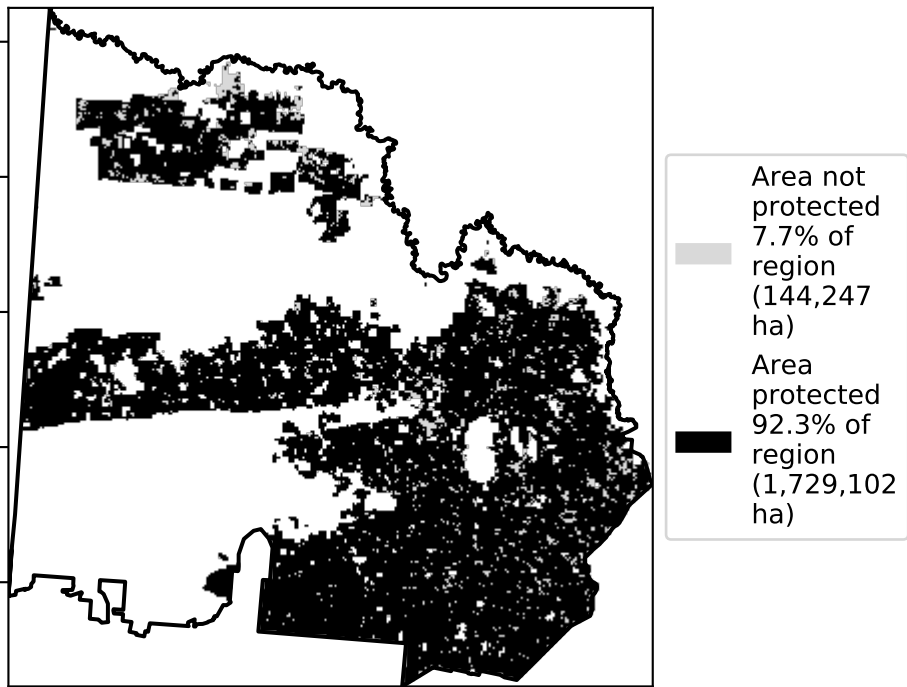 Area not
protected
7.7% of
region
(144,247
ha)
Area
protected
92.3% of
region
(1,729,102
ha)